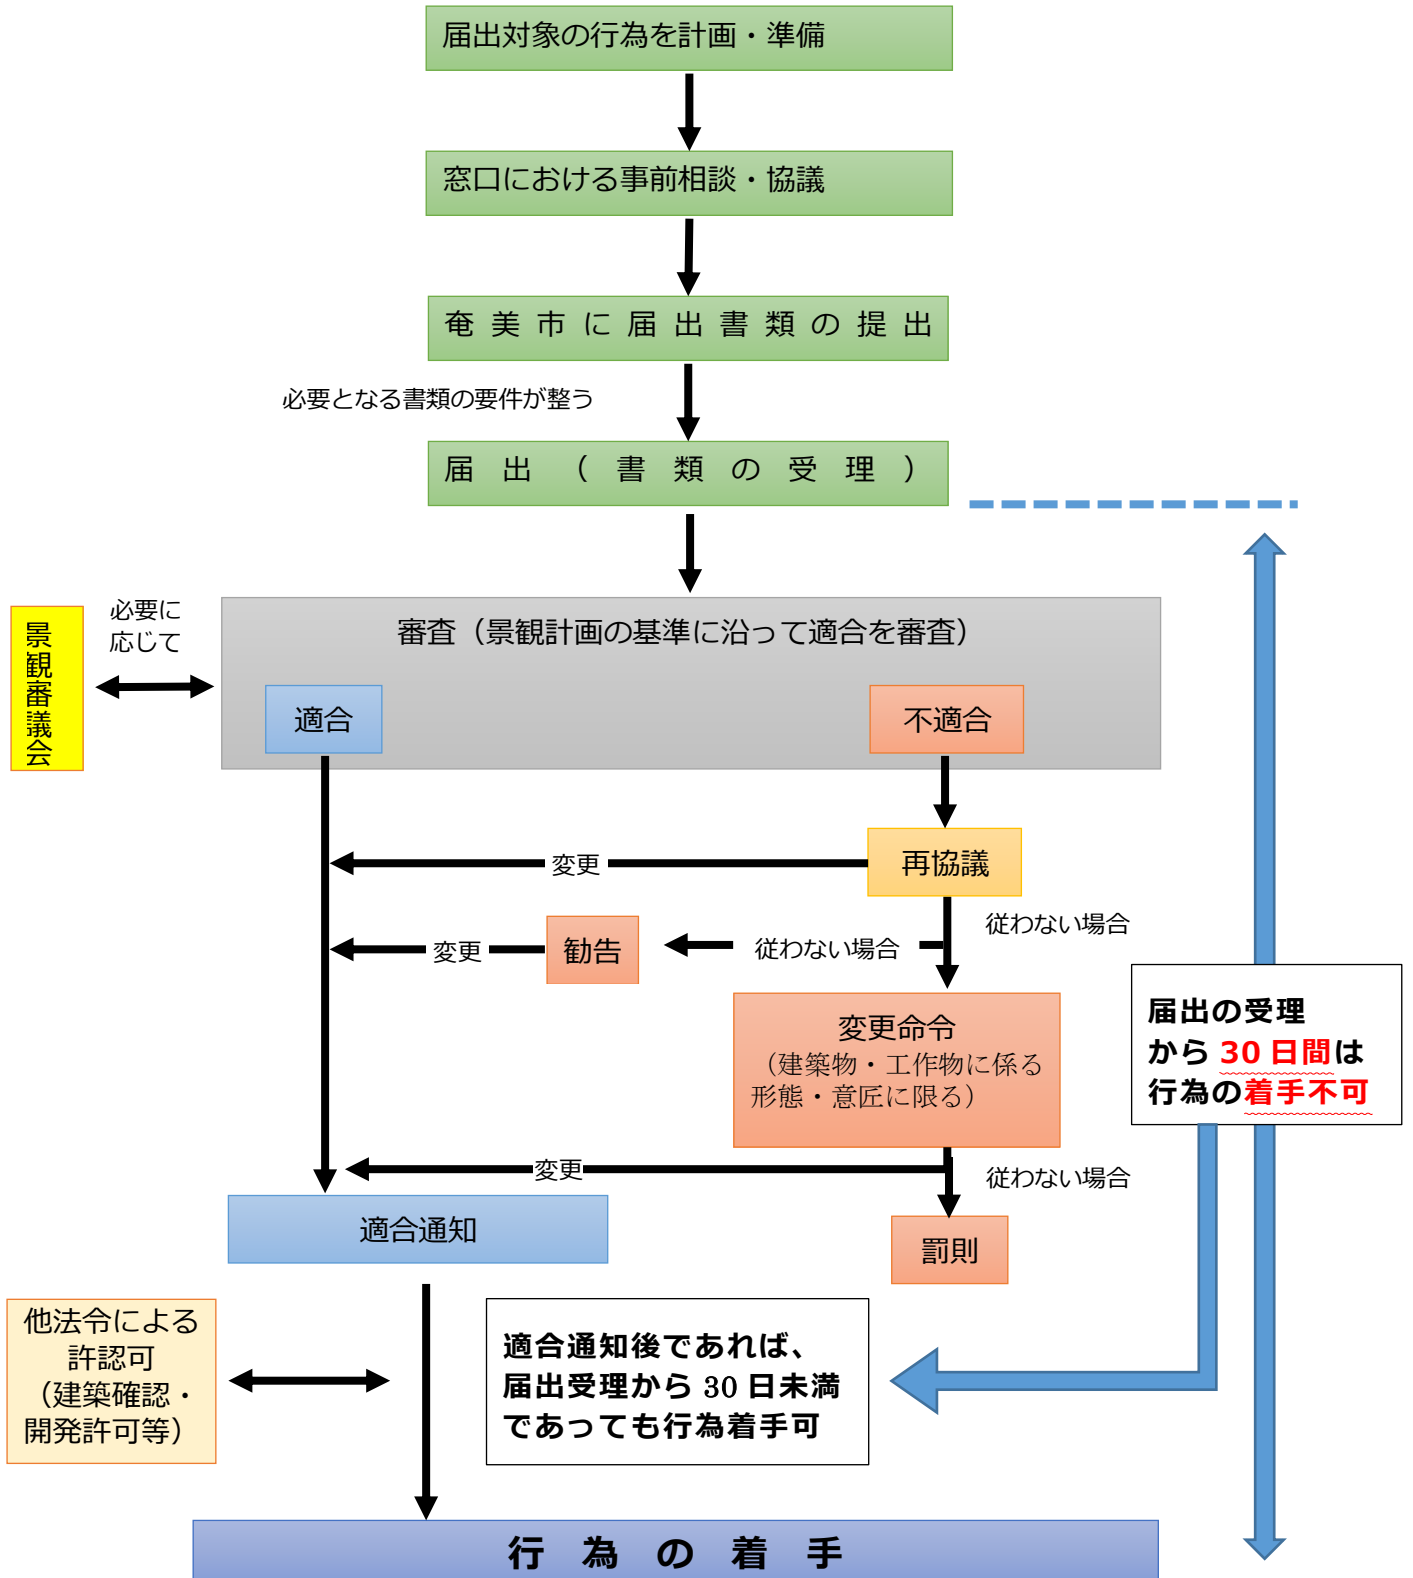 届出対象の行為を計画・準備
窓口における事前相談・協議
奄美市に届出書類の提出
必要となる書類の要件が整う
届出（書類の受理）
景観審議会
必要に
応じて
審査（景観計画の基準に沿って適合を審査）
適合
不適合
再協議
変更
従わない場合
従わない場合
勧告
変更
変更命令
（建築物・工作物に係る
形態・意匠に限る）
届出の受理
から 30 日間は
行為の着手不可
変更
従わない場合
適合通知
罰則
他法令による
許認可
（建築確認・
開発許可等）
適合通知後であれば、
届出受理から 30 日未満
であっても行為着手可
行為の着手